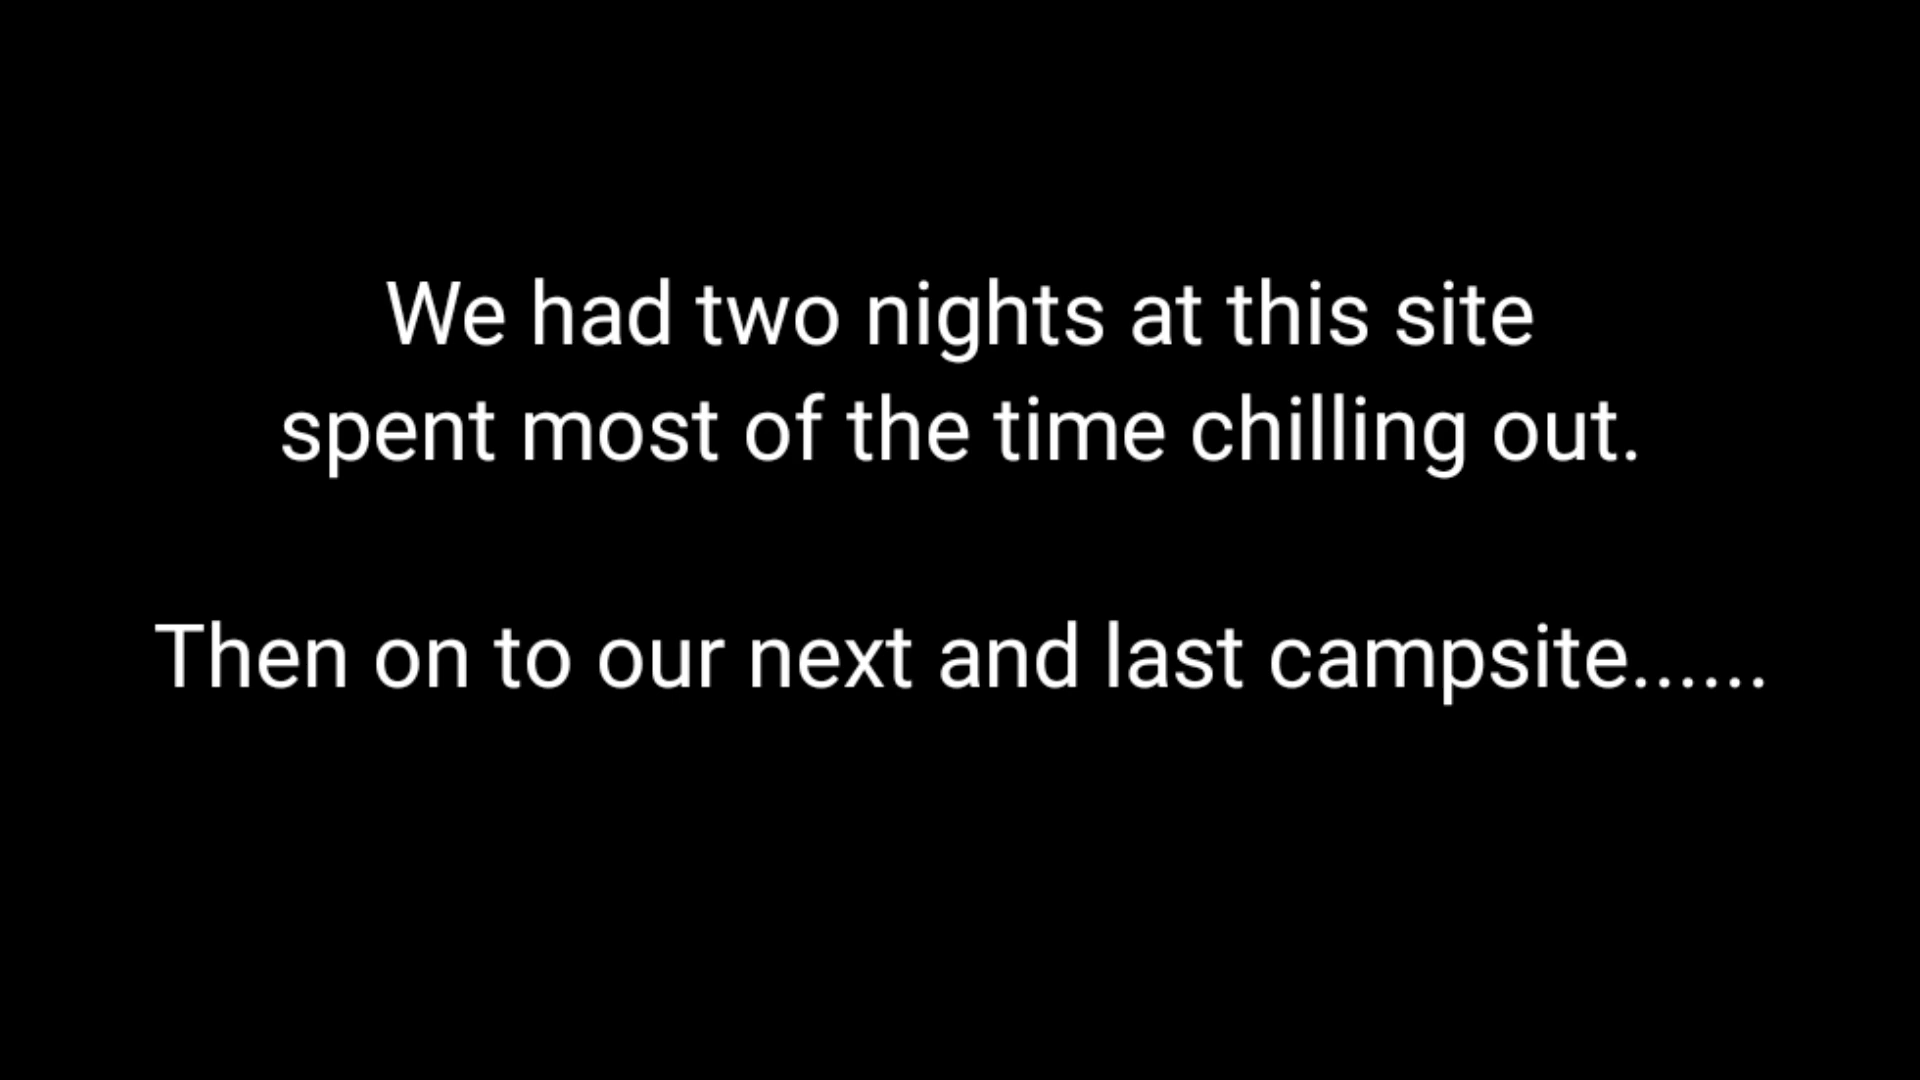 We had two nights at this site
spent most of the time chilling out.
Then on to our next and last campsite......